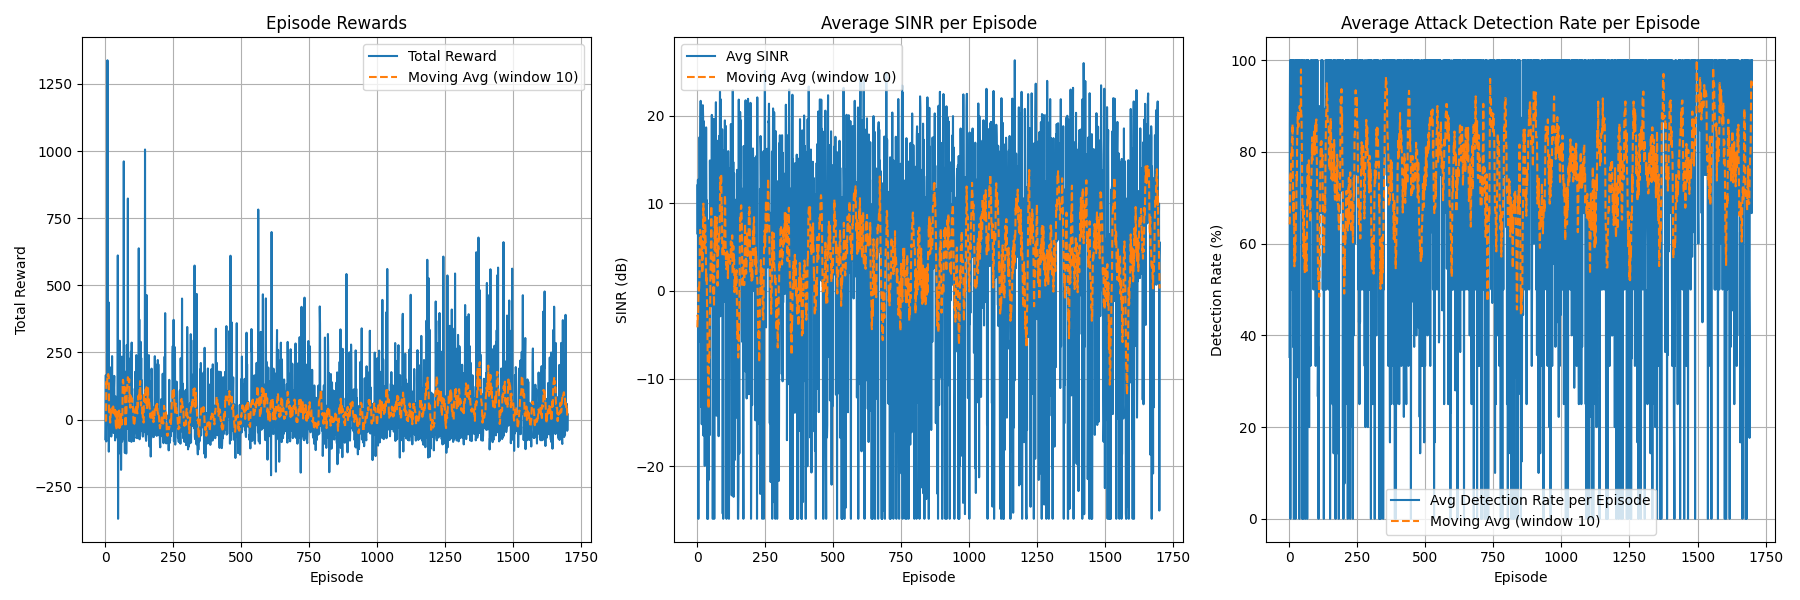 Episode Rewards
Total Reward
Moving Avg (window 10)
1250
1000
750
500
250
0
−250
Total Reward
0 250 500 750 1000 1250 1500 1750
Episode
Average SINR per Episode
Avg SINR
Moving Avg (window 10)
20
10
0
−10
−20
SINR (dB)
0 250 500 750 1000 1250 1500 1750
Episode
Average Attack Detection Rate per Episode
100
80
60
40
20
0
Detection Rate (%)
Avg Detection Rate per Episode
Moving Avg (window 10)
0 250 500 750 1000 1250 1500 1750
Episode